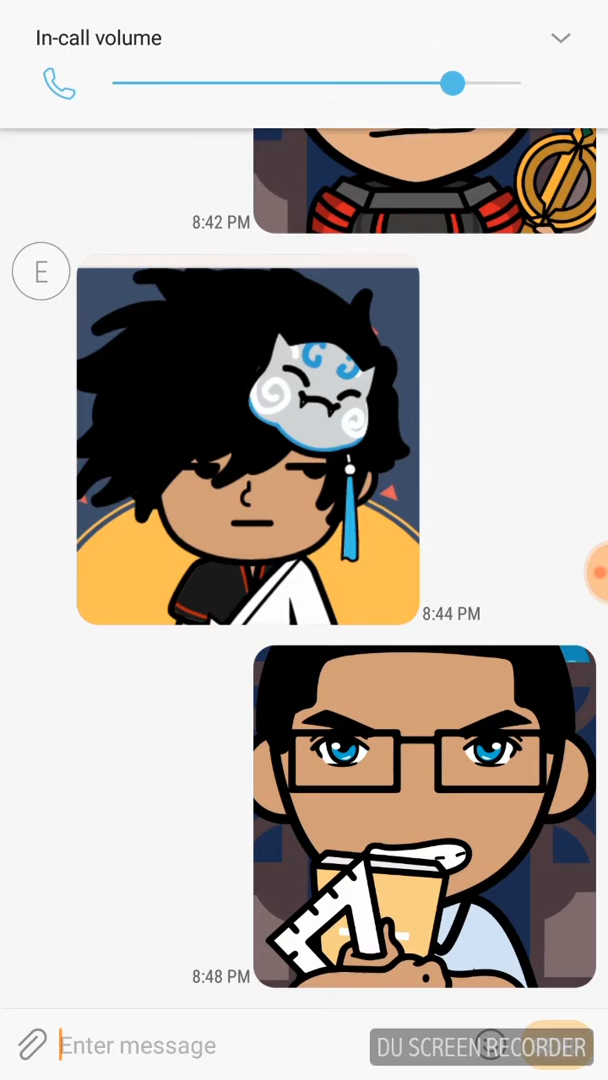 In-call volume
8:42 PM
E
8:44 PM
8:48 PM
Enter message
DU SCREEN RECORDER